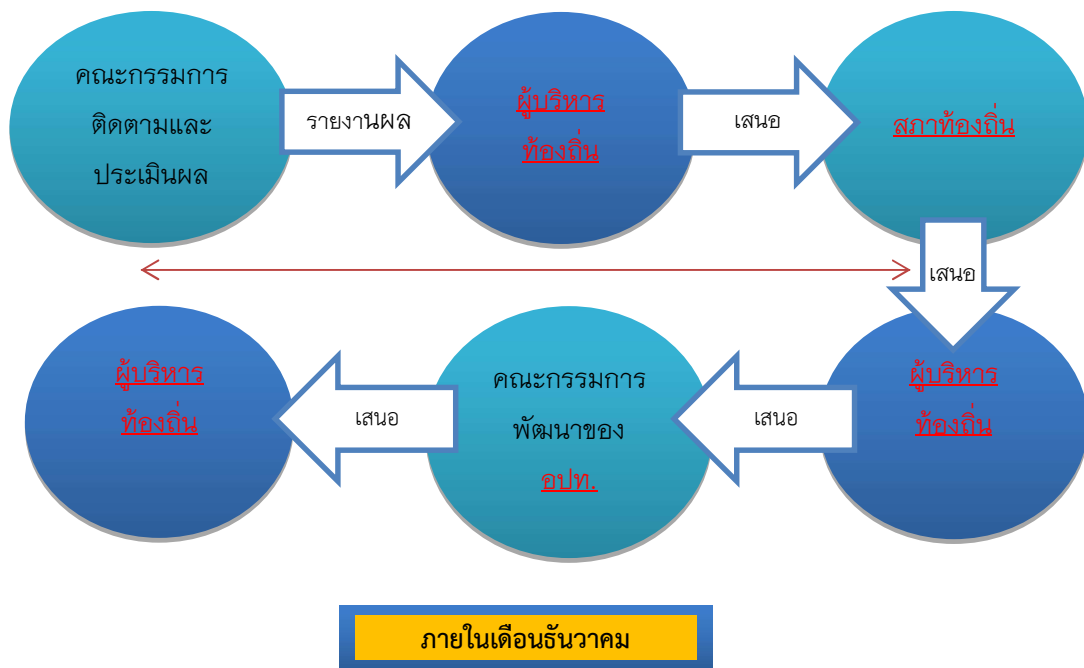 คณะกรรมการ
ติดตามและ
ประเมินผล
รายงานผล
ผู้บริหาร
ท้องถิ่น
เสนอ
สภาท้องถิ่น
เสนอ
ผู้บริหาร
ท้องถิ่น
เสนอ
คณะกรรมการ
พัฒนาของ
อปท.
เสนอ
ผู้บริหาร
ท้องถิ่น
ภายในเดือนธันวาคม